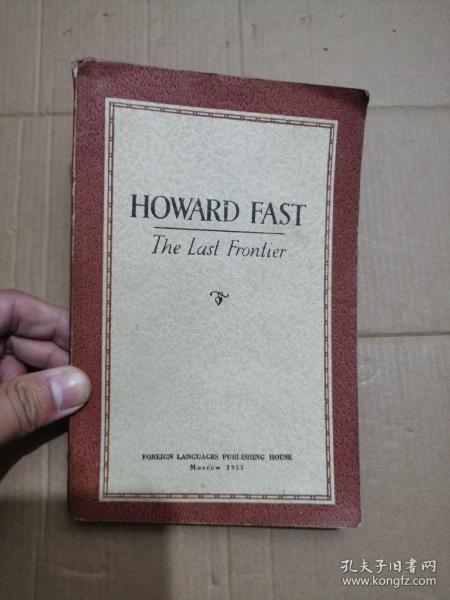 HOWARD FAST
The Last Frontier
FOREIGN LANGUAGES PUBLISHING HOUSE
Moscow 1953
孔夫子旧书网
www.kongfz.com